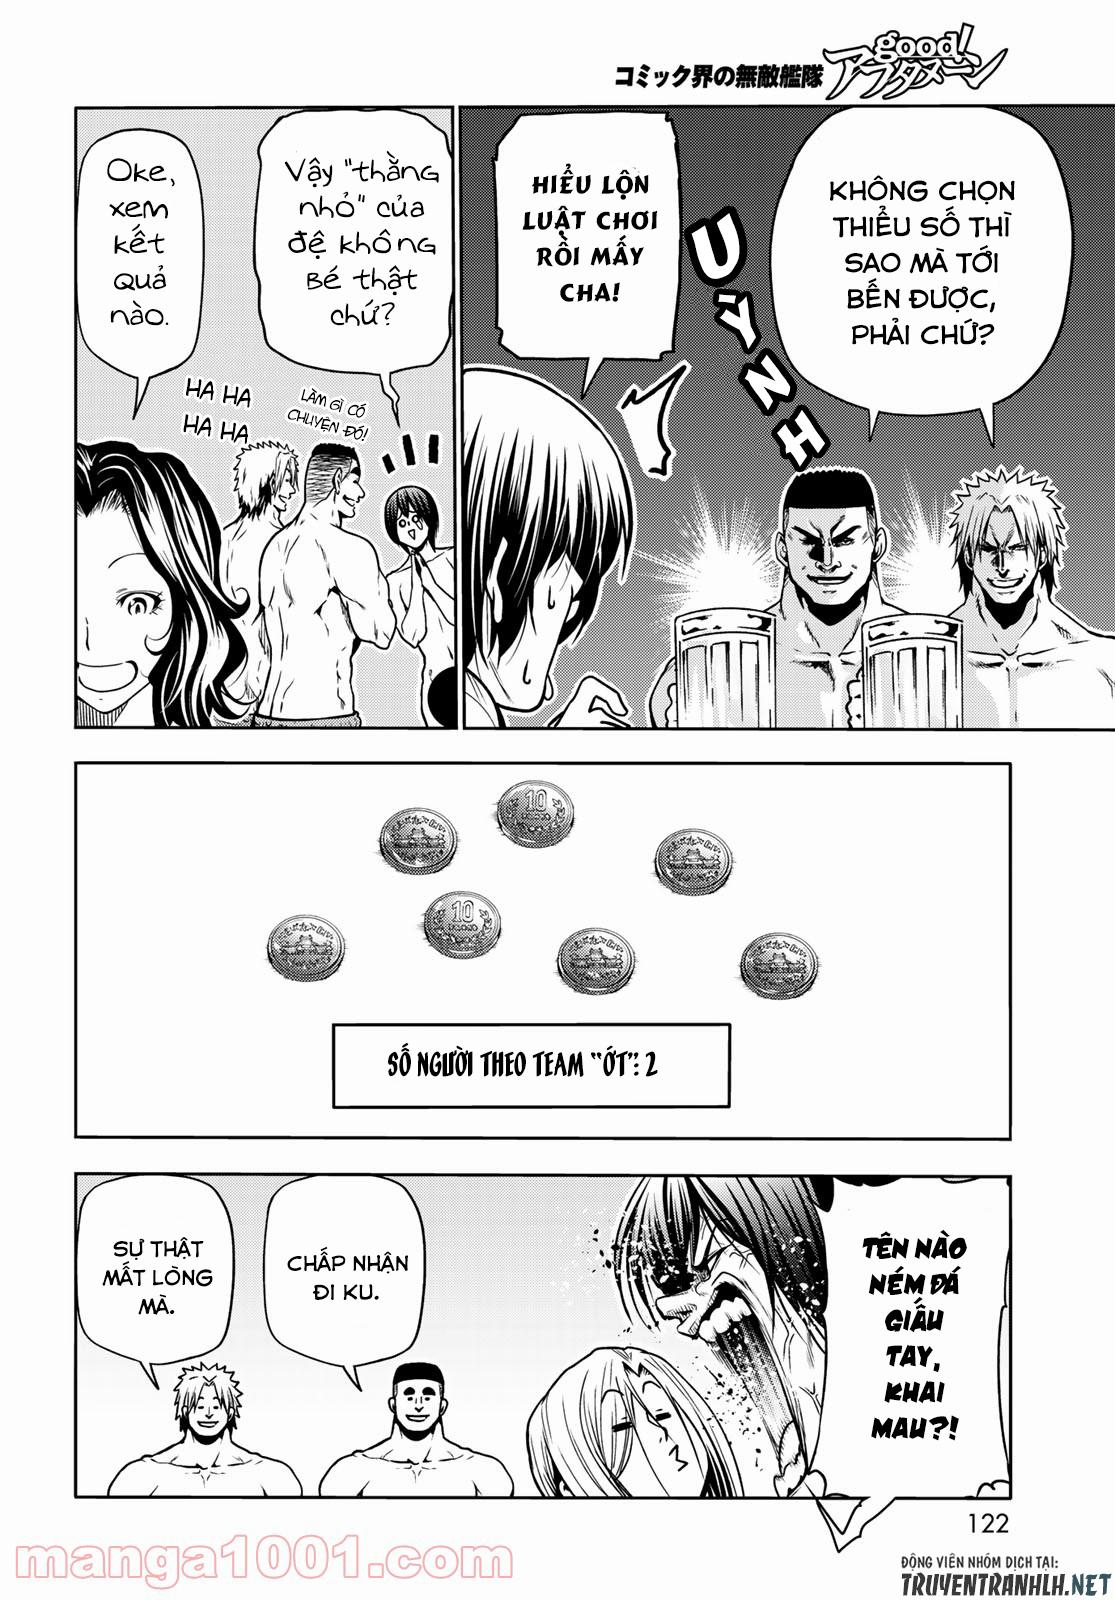 コミック界の無敵艦隊
good!
アフタヌーン
KHÔNG CHỌN
THIỂU SỐ THÌ
SAO MÀ TỚI
BẾN ĐƯỢC,
PHẢI CHỨ?
UỲNH
HIỂU LỘN
LUẬT CHƠI
RỒI MẤY
CHA!
Vậy "thằng
nhỏ" của
đệ không
bé thật
chứ?
LÀM GÌ CÓ
CHUYỆN ĐÓ!
HA HA
HA HA
Oke,
xem
kết
quả
nào.
10
10
SỐ NGƯỜI THEO TEAM "ỚT": 2
TÊN NÀO
NÉM ĐÁ
GIẤU
TAY,
KHAI
MAU?!
CHẤP NHẬN
ĐI KU.
SỰ THẬT
MẤT LÒNG
MÀ.
122
manga1001.com
ĐỘNG VIÊN NHÓM DỊCH TẠI:
TRUYENTRANHLH.NET